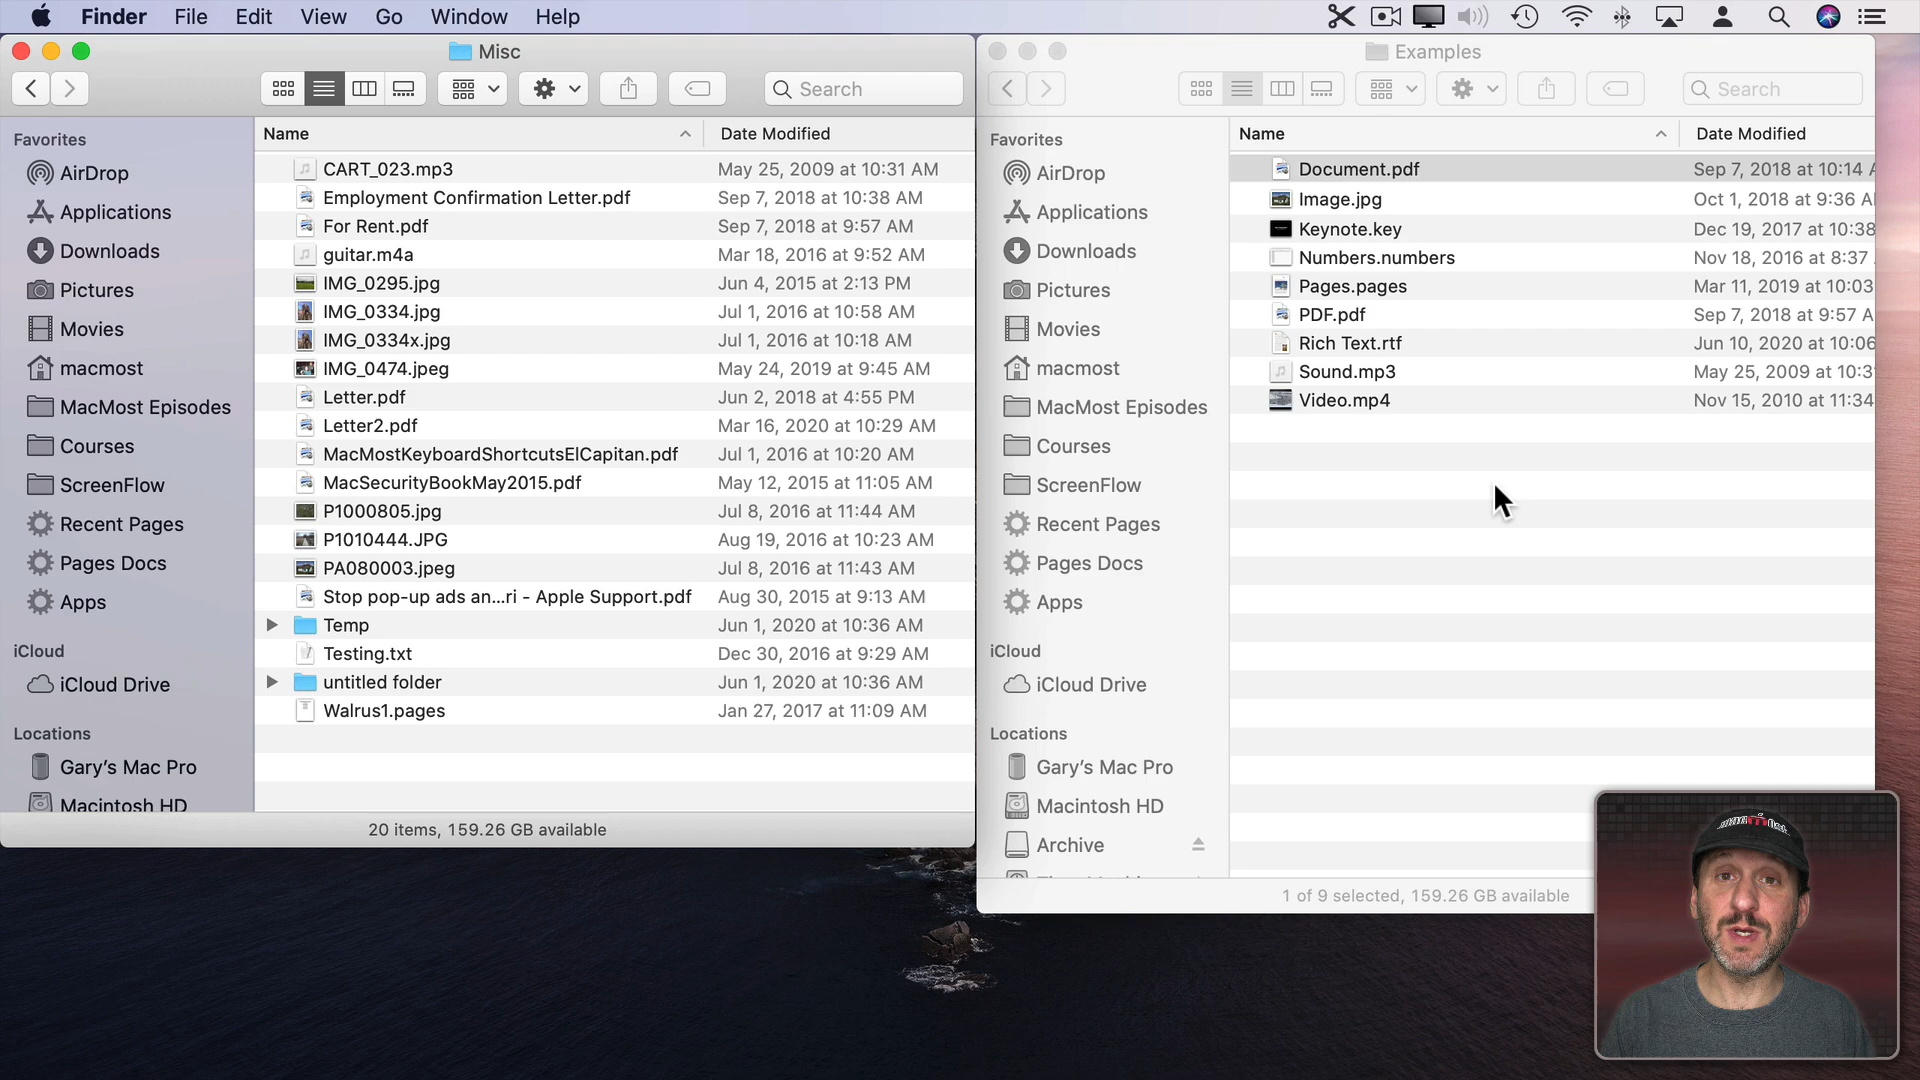 Finder File Edit View Go Window Help
Misc
Search
Favorites
AirDrop
Applications
Downloads
Pictures
Movies
macmost
MacMost Episodes
Courses
ScreenFlow
Recent Pages
Pages Docs
Apps
iCloud
iCloud Drive
Locations
Gary’s Mac Pro
Macintosh HD
Name Date Modified
CART_023.mp3 May 25, 2009 at 10:31 AM
Employment Confirmation Letter.pdf Sep 7, 2018 at 10:38 AM
For Rent.pdf Sep 7, 2018 at 9:57 AM
guitar.m4a Mar 18, 2016 at 9:52 AM
IMG_0295.jpg Jun 4, 2015 at 2:13 PM
IMG_0334.jpg Jul 1, 2016 at 10:58 AM
IMG_0334x.jpg Jul 1, 2016 at 10:18 AM
IMG_0474.jpeg May 24, 2019 at 9:45 AM
Letter.pdf Jun 2, 2018 at 4:55 PM
Letter2.pdf Mar 16, 2020 at 10:29 AM
MacMostKeyboardShortcutsElCapitan.pdf Jul 1, 2016 at 10:20 AM
MacSecurityBookMay2015.pdf May 12, 2015 at 11:05 AM
P1000805.jpg Jul 8, 2016 at 11:44 AM
P1010444.JPG Aug 19, 2016 at 10:23 AM
PA080003.jpeg Jul 8, 2016 at 11:43 AM
Stop pop-up ads an...ri - Apple Support.pdf Aug 30, 2015 at 9:13 AM
Temp Jun 1, 2020 at 10:36 AM
Testing.txt Dec 30, 2016 at 9:29 AM
untitled folder Jun 1, 2020 at 10:36 AM
Walrus1.pages Jan 27, 2017 at 11:09 AM
20 items, 159.26 GB available
Examples
Search
Favorites
AirDrop
Applications
Downloads
Pictures
Movies
macmost
MacMost Episodes
Courses
ScreenFlow
Recent Pages
Pages Docs
Apps
iCloud
iCloud Drive
Locations
Gary’s Mac Pro
Macintosh HD
Archive
Name Date Modified
Document.pdf Sep 7, 2018 at 10:14 A
Image.jpg Oct 1, 2018 at 9:36 A
Keynote.key Dec 19, 2017 at 10:38
Numbers.numbers Nov 18, 2016 at 8:37
Pages.pages Mar 11, 2019 at 10:03
PDF.pdf Sep 7, 2018 at 9:57 A
Rich Text.rtf Jun 10, 2020 at 10:06
Sound.mp3 May 25, 2009 at 10:3
Video.mp4 Nov 15, 2010 at 11:34
1 of 9 selected, 159.26 GB available